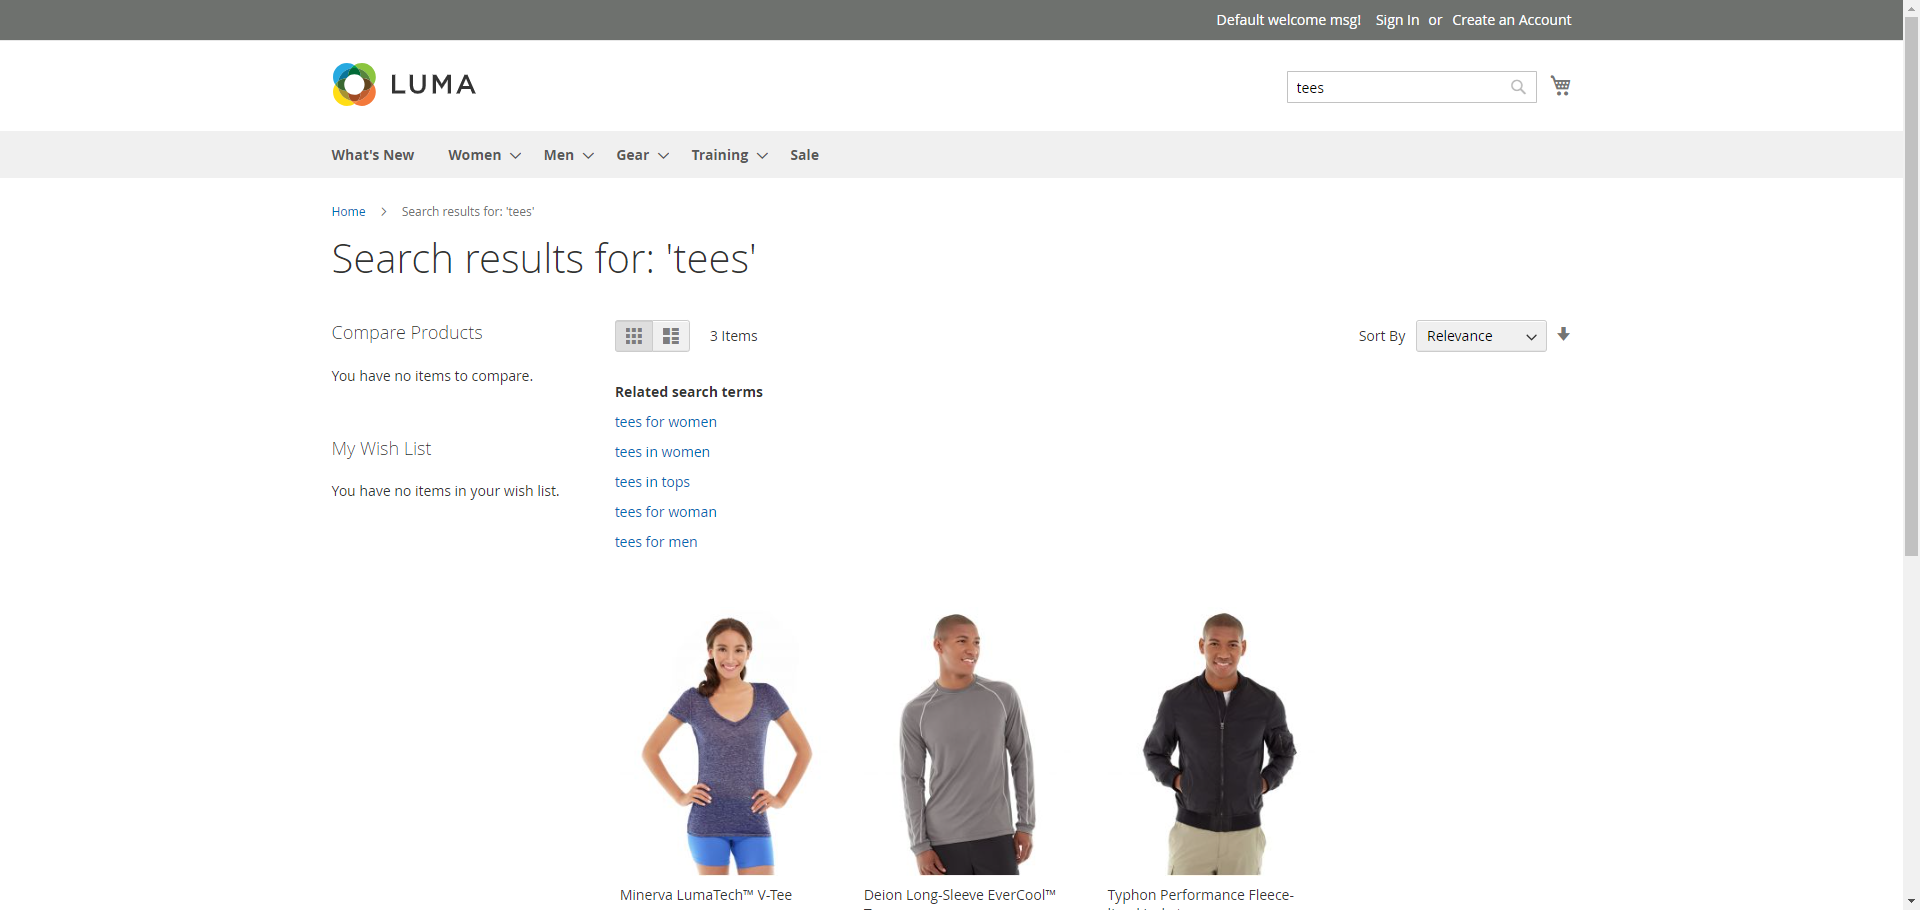 Default welcome msg! Sign In or Create an Account
LUMA
tees
What's New Women Men Gear Training Sale
Home Search results for: 'tees'
Search results for: 'tees'
Compare Products
You have no items to compare.
My Wish List
You have no items in your wish list.
3 Items
Sort By Relevance
Related search terms
tees for women
tees in women
tees in tops
tees for woman
tees for men
Minerva LumaTech™ V-Tee
Deion Long-Sleeve EverCool™
Typhon Performance Fleece-